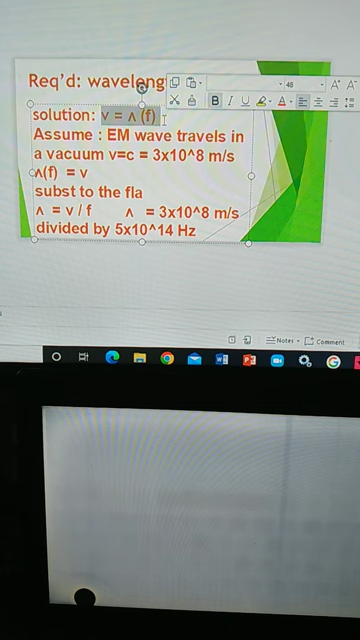 Req'd: waveleng
48
solution: v = ʌ (f)
B I U A
Assume : EM wave travels in
a vacuum v=c = 3x10^8 m/s
ʌ(f) = v
subst to the fla
ʌ = v / f ʌ = 3x10^8 m/s
divided by 5x10^14 Hz
Notes Comment